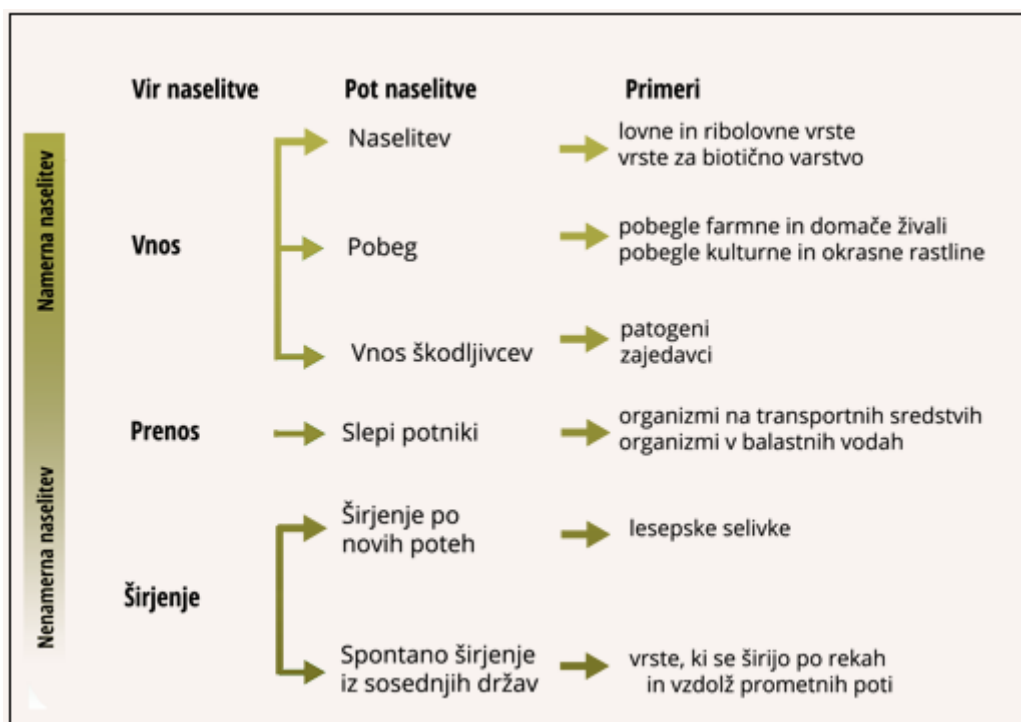 Vir naselitve
Pot naselitve
Primeri
Namerna naselitev
Nenamerna naselitev
Vnos
Naselitev
lovne in ribolovne vrste
vrste za biotično varstvo
Pobeg
pobegle farmne in domače živali
pobegle kulturne in okrasne rastline
Vnos škodljivcev
patogeni
zajedavci
Prenos
Slepi potniki
organizmi na transportnih sredstvih
organizmi v balastnih vodah
Širjenje
Širjenje po
novih poteh
lesepske selivke
Spontano širjenje
iz sosednjih držav
vrste, ki se širijo po rekah
in vzdolž prometnih poti